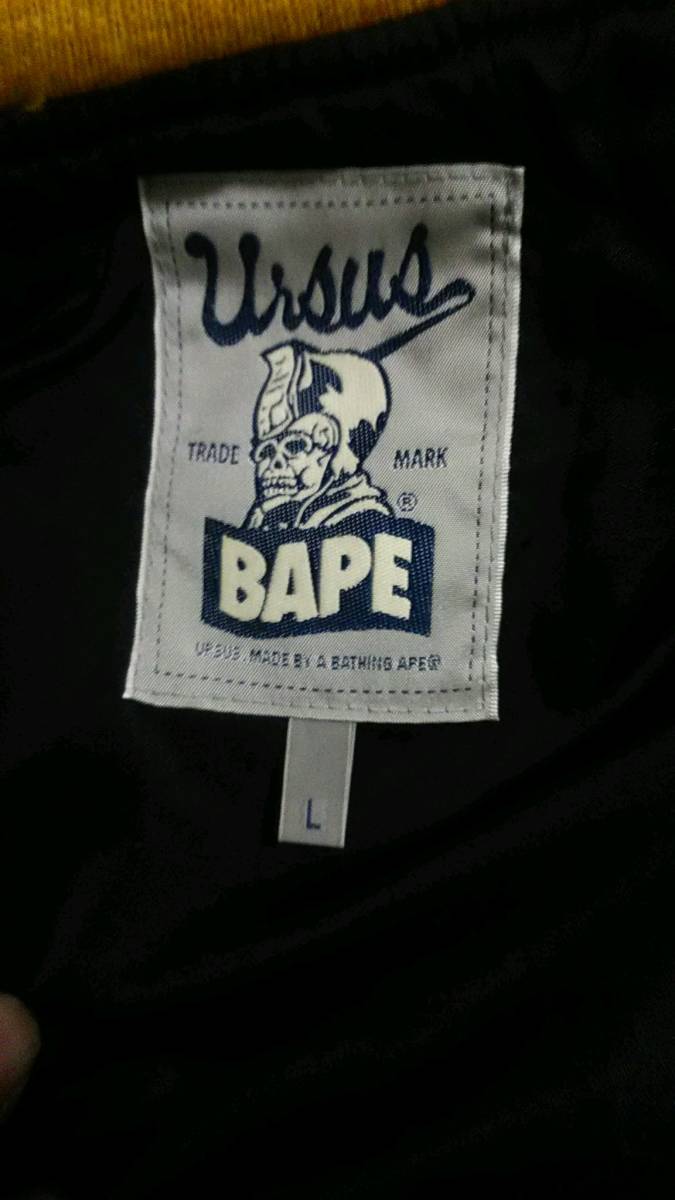 Ursus
TRADE MARK
®
BAPE
URSUS. MADE BY A BATHING APE®
L